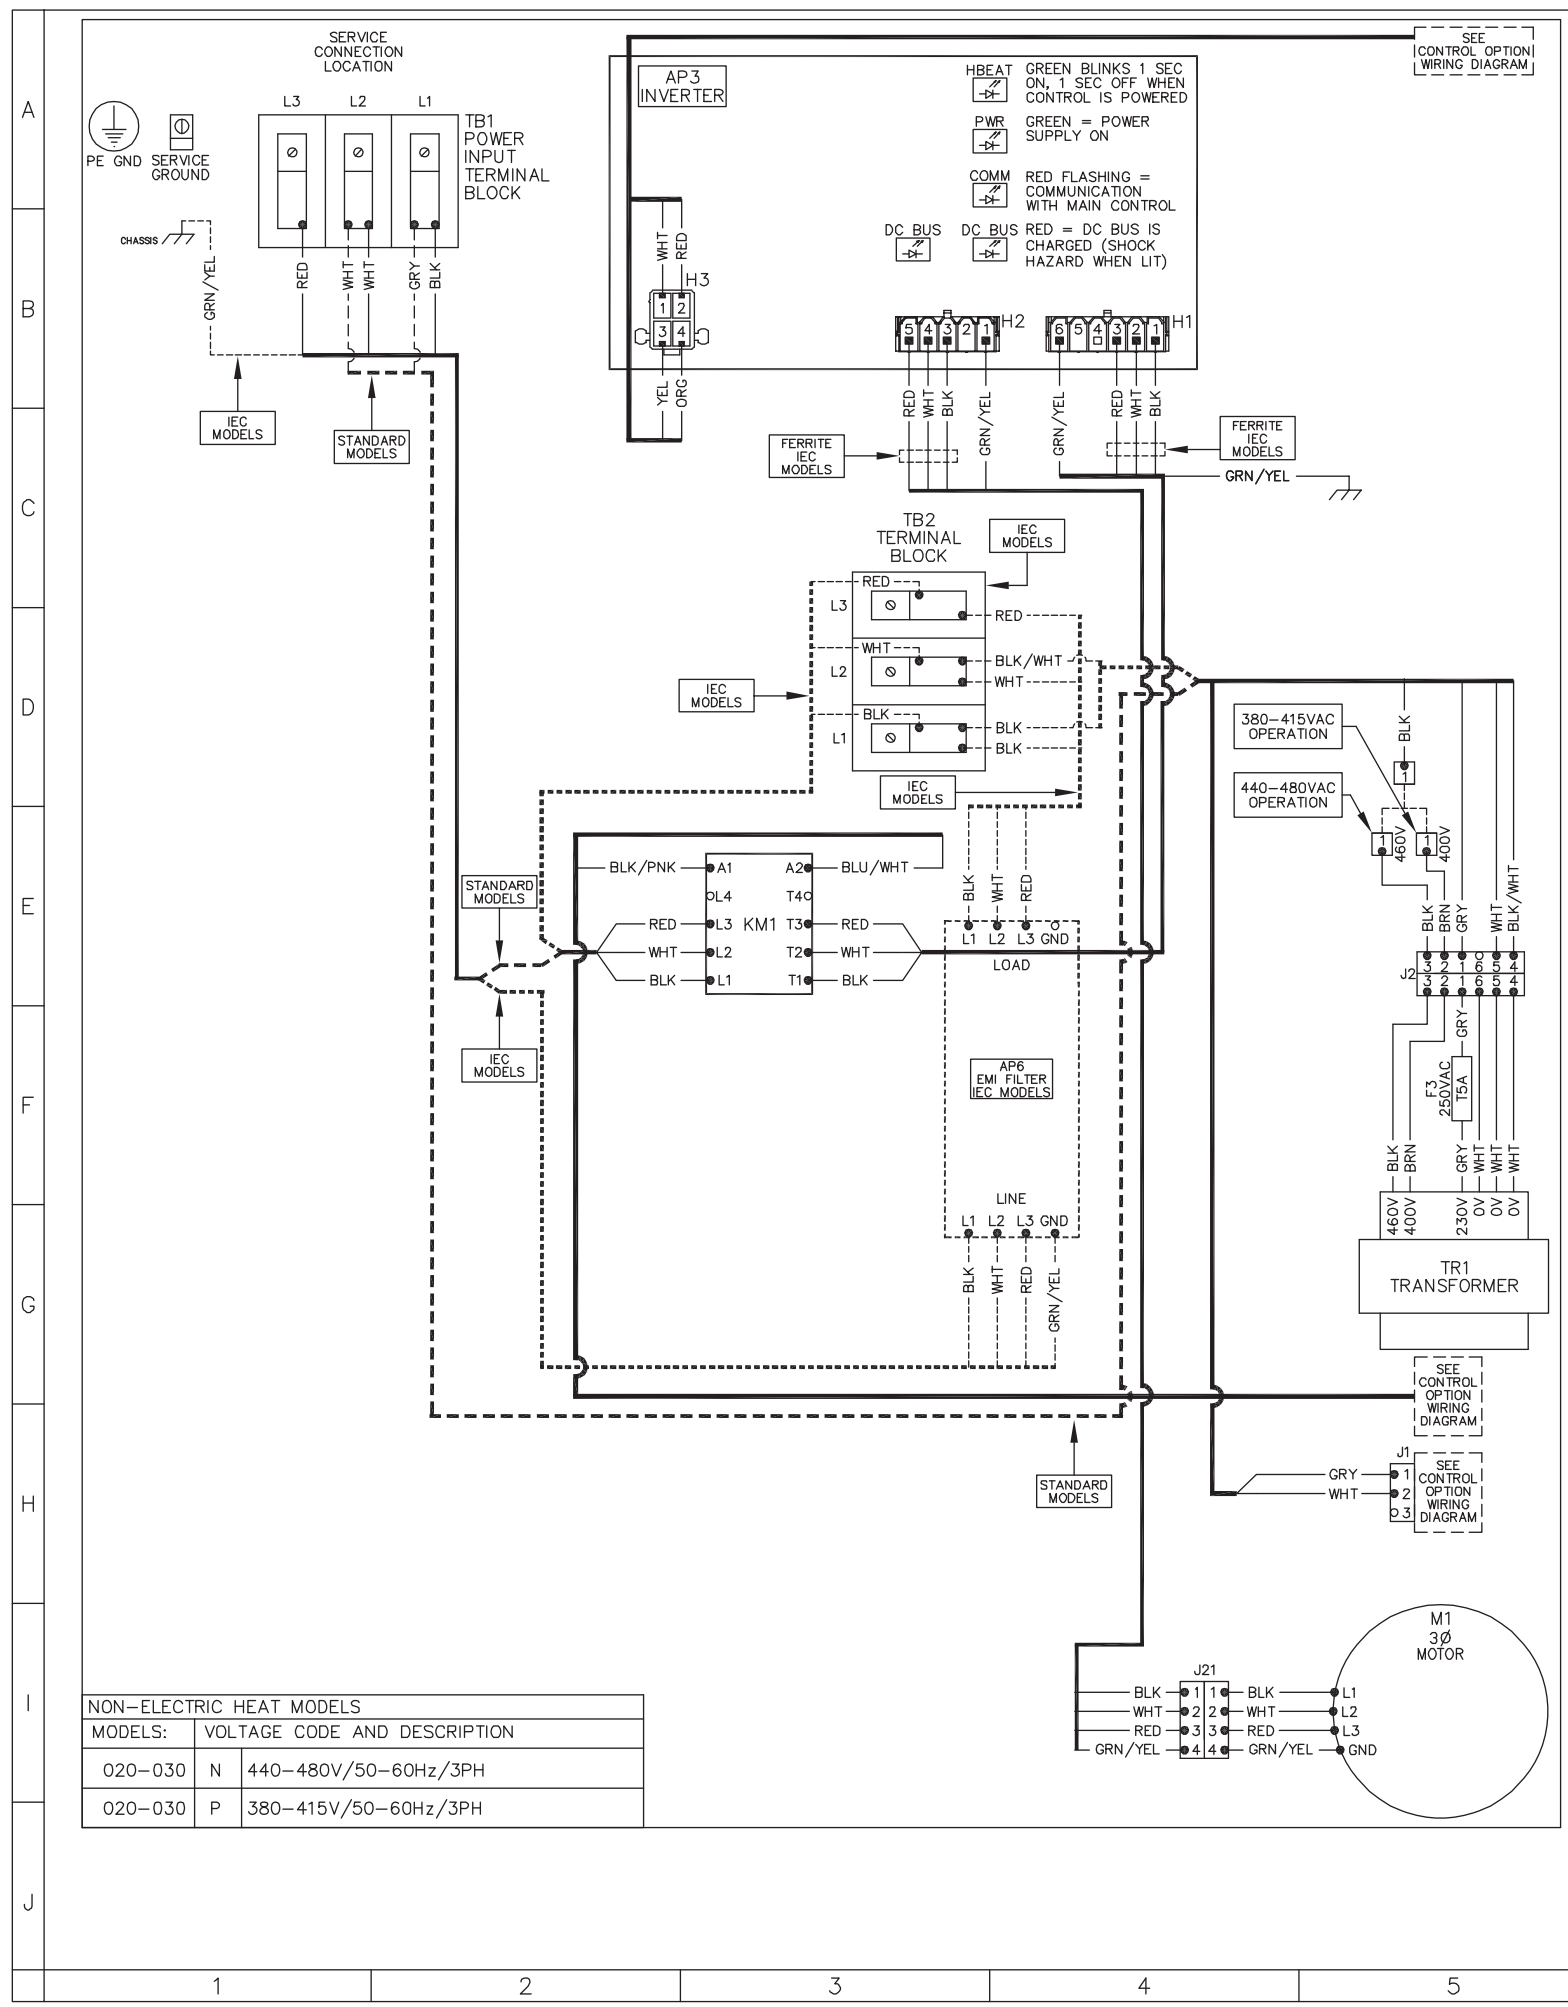 A
B
C
D
E
F
G
H
I
J
1
2
3
4
5
SERVICE
CONNECTION
LOCATION
PE GND
SERVICE
GROUND
L3
L2
L1
TB1
POWER
INPUT
TERMINAL
BLOCK
CHASSIS
GRN/YEL
RED
WHT
WHT
GRY
BLK
IEC
MODELS
STANDARD
MODELS
AP3
INVERTER
SEE
CONTROL OPTION
WIRING DIAGRAM
HBEAT
GREEN BLINKS 1 SEC
ON, 1 SEC OFF WHEN
CONTROL IS POWERED
PWR
GREEN = POWER
SUPPLY ON
COMM
RED FLASHING =
COMMUNICATION
WITH MAIN CONTROL
DC BUS
DC BUS
RED = DC BUS IS
CHARGED (SHOCK
HAZARD WHEN LIT)
WHT
RED
H3
1 2
3 4
YEL
ORG
5 4 3 2 1
H2
6 5 4 3 2 1
H1
RED
WHT
BLK
GRN/YEL
GRN/YEL
RED
WHT
BLK
FERRITE
IEC
MODELS
FERRITE
IEC
MODELS
GRN/YEL
TB2
TERMINAL
BLOCK
IEC
MODELS
RED
L3
RED
WHT
L2
BLK/WHT
WHT
BLK
L1
BLK
BLK
IEC
MODELS
IEC
MODELS
380-415VAC
OPERATION
440-480VAC
OPERATION
BLK
1
1
460V
1
400V
BLK
BRN
GRY
WHT
BLK/WHT
J2
3 2 1 6 5 4
3 2 1 6 5 4
GRY
F3
250VAC
T5A
BLK
BRN
GRY
WHT
WHT
WHT
460V
400V
230V
0V
0V
0V
TR1
TRANSFORMER
STANDARD
MODELS
IEC
MODELS
BLK/PNK
A1
A2
BLU/WHT
L4
T4
RED
L3
KM1
T3
RED
WHT
L2
T2
WHT
BLK
L1
T1
BLK
BLK
WHT
RED
L1 L2 L3 GND
LOAD
AP6
EMI FILTER
IEC MODELS
LINE
L1 L2 L3 GND
BLK
WHT
RED
GRN/YEL
SEE
CONTROL
OPTION
WIRING
DIAGRAM
STANDARD
MODELS
J1
GRY
1
WHT
2
3
SEE
CONTROL
OPTION
WIRING
DIAGRAM
M1
3Ø
MOTOR
J21
BLK 1 1 BLK L1
WHT 2 2 WHT L2
RED 3 3 RED L3
GRN/YEL 4 4 GRN/YEL GND
NON-ELECTRIC HEAT MODELS
MODELS: VOLTAGE CODE AND DESCRIPTION
020-030 N 440-480V/50-60Hz/3PH
020-030 P 380-415V/50-60Hz/3PH